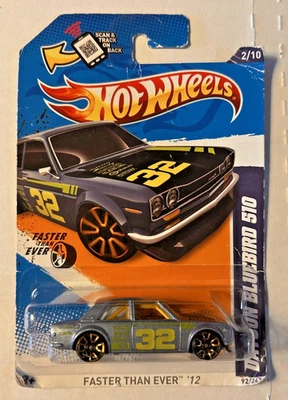 SCAN &
TRACK
ON
BACK
2/10
HOT WHEELS
32
FASTER
THAN
EVER
DATSUN BLUEBIRD 510
32
FASTER THAN EVER '12